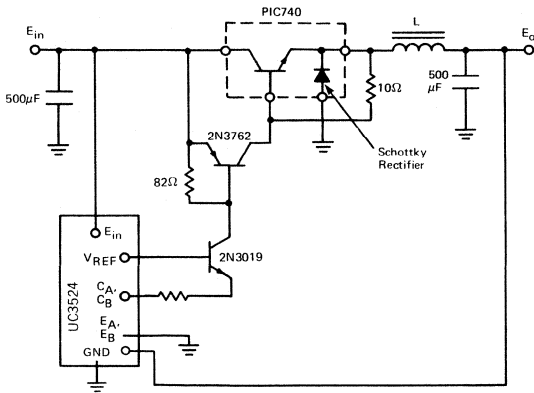 PIC740
E_in
E_o
L
500µF
10Ω
500
µF
2N3762
82Ω
Schottky
Rectifier
E_in
V_REF
2N3019
C_A,
C_B
UC3524
E_A,
E_B
GND